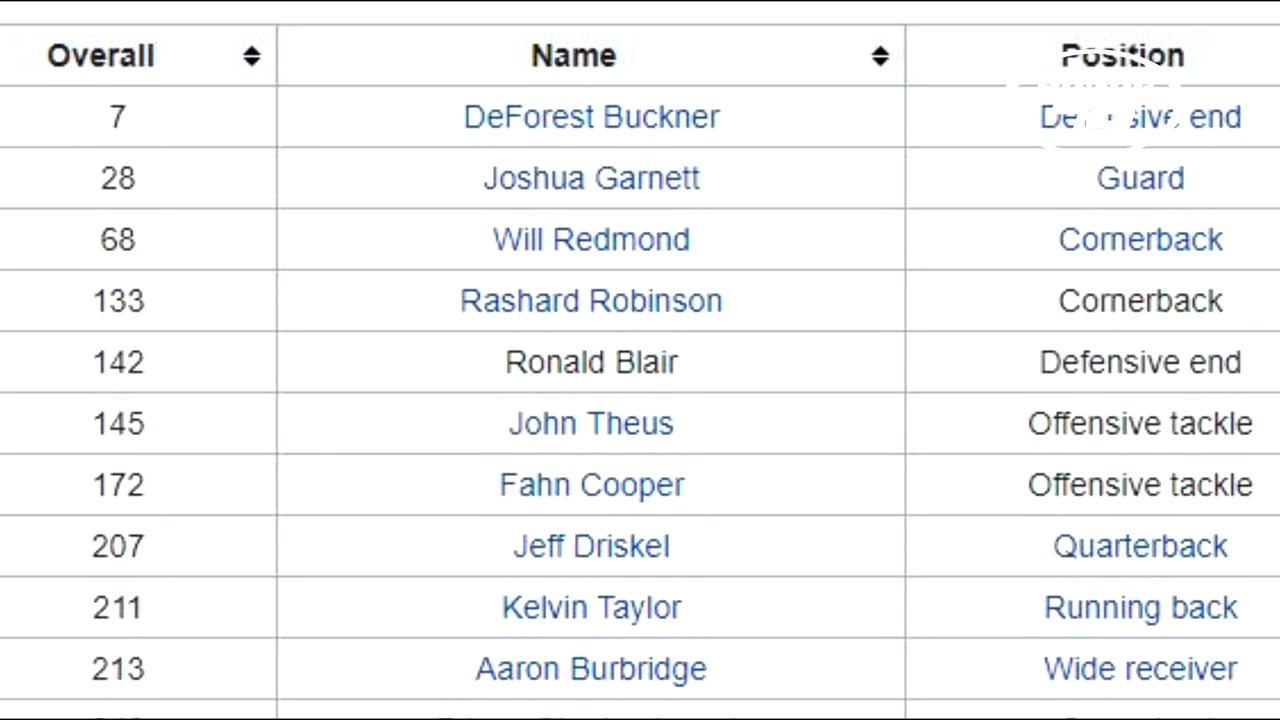 Overall Name Position
7 DeForest Buckner Defensive end
28 Joshua Garnett Guard
68 Will Redmond Cornerback
133 Rashard Robinson Cornerback
142 Ronald Blair Defensive end
145 John Theus Offensive tackle
172 Fahn Cooper Offensive tackle
207 Jeff Driskel Quarterback
211 Kelvin Taylor Running back
213 Aaron Burbridge Wide receiver